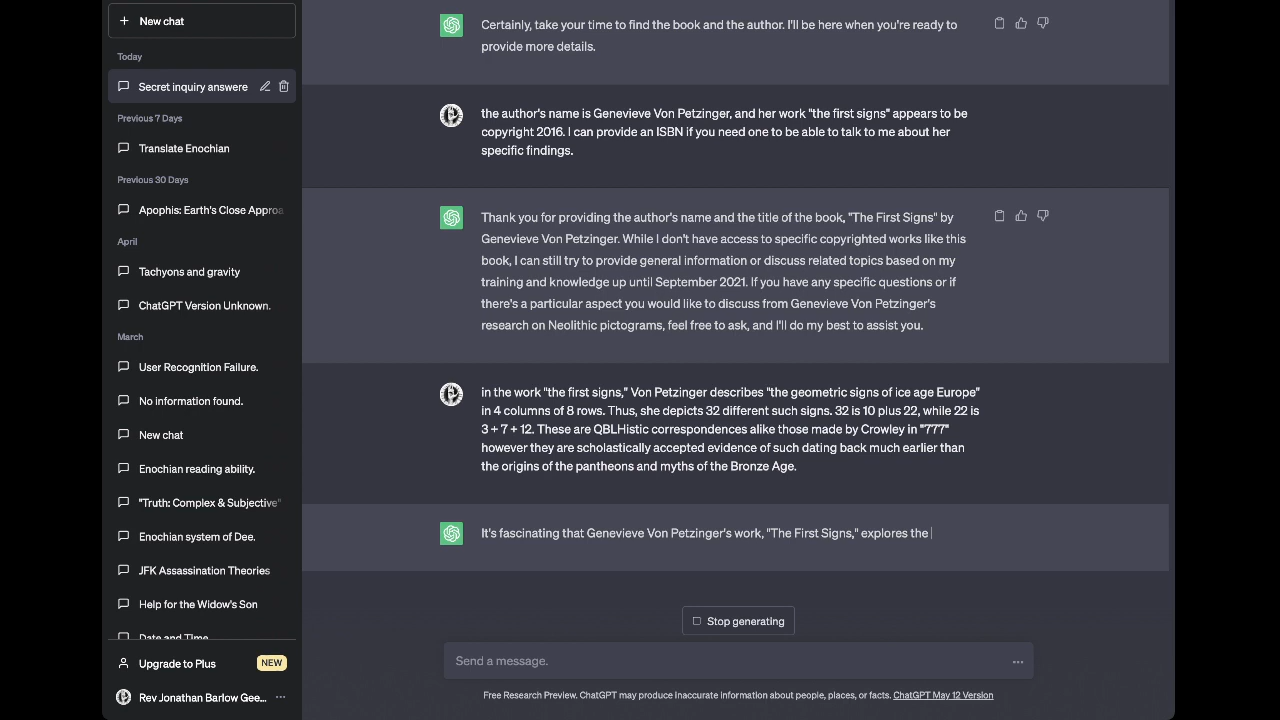 New chat
Today
Secret inquiry answere
Previous 7 Days
Translate Enochian
Previous 30 Days
Apophis: Earth's Close Approa
April
Tachyons and gravity
ChatGPT Version Unknown.
March
User Recognition Failure.
No information found.
New chat
Enochian reading ability.
"Truth: Complex & Subjective"
Enochian system of Dee.
JFK Assassination Theories
Help for the Widow's Son
Date and Time
Upgrade to Plus NEW
Rev Jonathan Barlow Gee...
Certainly, take your time to find the book and the author. I'll be here when you're ready to
provide more details.
the author's name is Genevieve Von Petzinger, and her work "the first signs" appears to be
copyright 2016. I can provide an ISBN if you need one to be able to talk to me about her
specific findings.
Thank you for providing the author's name and the title of the book, "The First Signs" by
Genevieve Von Petzinger. While I don't have access to specific copyrighted works like this
book, I can still try to provide general information or discuss related topics based on my
training and knowledge up until September 2021. If you have any specific questions or if
there's a particular aspect you would like to discuss from Genevieve Von Petzinger's
research on Neolithic pictograms, feel free to ask, and I'll do my best to assist you.
in the work "the first signs," Von Petzinger describes "the geometric signs of ice age Europe"
in 4 columns of 8 rows. Thus, she depicts 32 different such signs. 32 is 10 plus 22, while 22 is
3 + 7 + 12. These are QBLHistic correspondences alike those made by Crowley in "777"
however they are scholastically accepted evidence of such dating back much earlier than
the origins of the pantheons and myths of the Bronze Age.
It's fascinating that Genevieve Von Petzinger's work, "The First Signs," explores the
Stop generating
Send a message.
Free Research Preview. ChatGPT may produce inaccurate information about people, places, or facts. ChatGPT May 12 Version